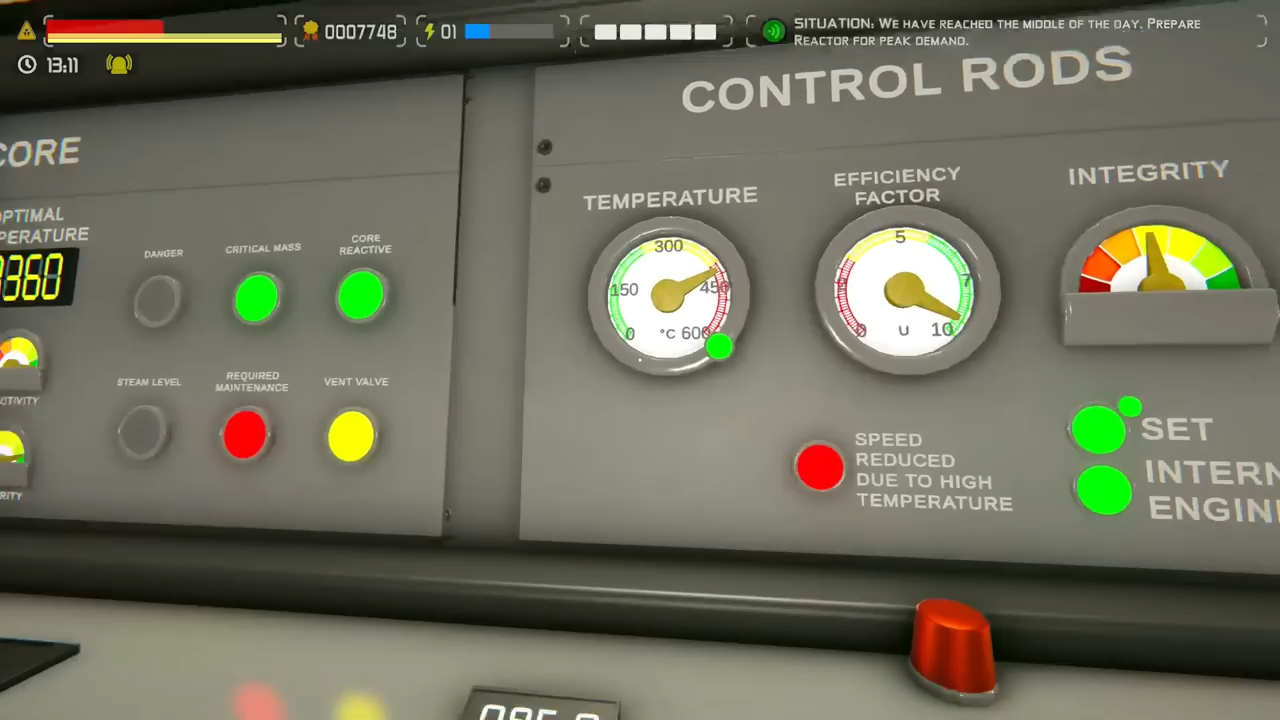 0007748
01
SITUATION: WE HAVE REACHED THE MIDDLE OF THE DAY. PREPARE
REACTOR FOR PEAK DEMAND.
13:11
CORE
OPTIMAL
TEMPERATURE
360
DANGER
CRITICAL MASS
CORE
REACTIVE
STEAM LEVEL
REQUIRED
MAINTENANCE
VENT VALVE
CONTROL RODS
TEMPERATURE
0 150 300 450 600
°C
EFFICIENCY
FACTOR
0 5 7 10
U
INTEGRITY
SPEED
REDUCED
DUE TO HIGH
TEMPERATURE
SET
INTERN
ENGIN